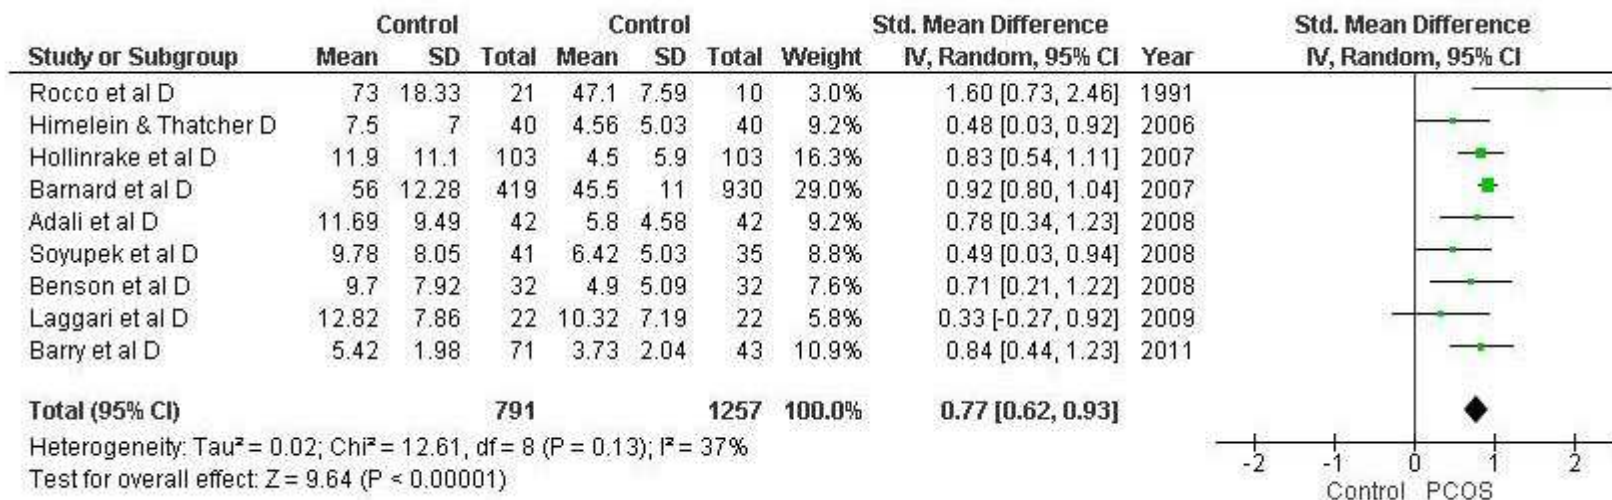 Control Control Std. Mean Difference Std. Mean Difference
Study or Subgroup Mean SD Total Mean SD Total Weight IV, Random, 95% CI Year IV, Random, 95% CI
Rocco et al D 73 18.33 21 47.1 7.59 10 3.0% 1.60 [0.73, 2.46] 1991
Himelein & Thatcher D 7.5 7 40 4.56 5.03 40 9.2% 0.48 [0.03, 0.92] 2006
Hollinrake et al D 11.9 11.1 103 4.5 5.9 103 16.3% 0.83 [0.54, 1.11] 2007
Barnard et al D 56 12.28 419 45.5 11 930 29.0% 0.92 [0.80, 1.04] 2007
Adali et al D 11.69 9.49 42 5.8 4.58 42 9.2% 0.78 [0.34, 1.23] 2008
Soyupek et al D 9.78 8.05 41 6.42 5.03 35 8.8% 0.49 [0.03, 0.94] 2008
Benson et al D 9.7 7.92 32 4.9 5.09 32 7.6% 0.71 [0.21, 1.22] 2008
Laggari et al D 12.82 7.86 22 10.32 7.19 22 5.8% 0.33 [-0.27, 0.92] 2009
Barry et al D 5.42 1.98 71 3.73 2.04 43 10.9% 0.84 [0.44, 1.23] 2011
Total (95% CI) 791 1257 100.0% 0.77 [0.62, 0.93]
Heterogeneity: Tau² = 0.02; Chi² = 12.61, df = 8 (P = 0.13); I² = 37%
Test for overall effect: Z = 9.64 (P < 0.00001)
-2 -1 0 1 2
Control PCOS